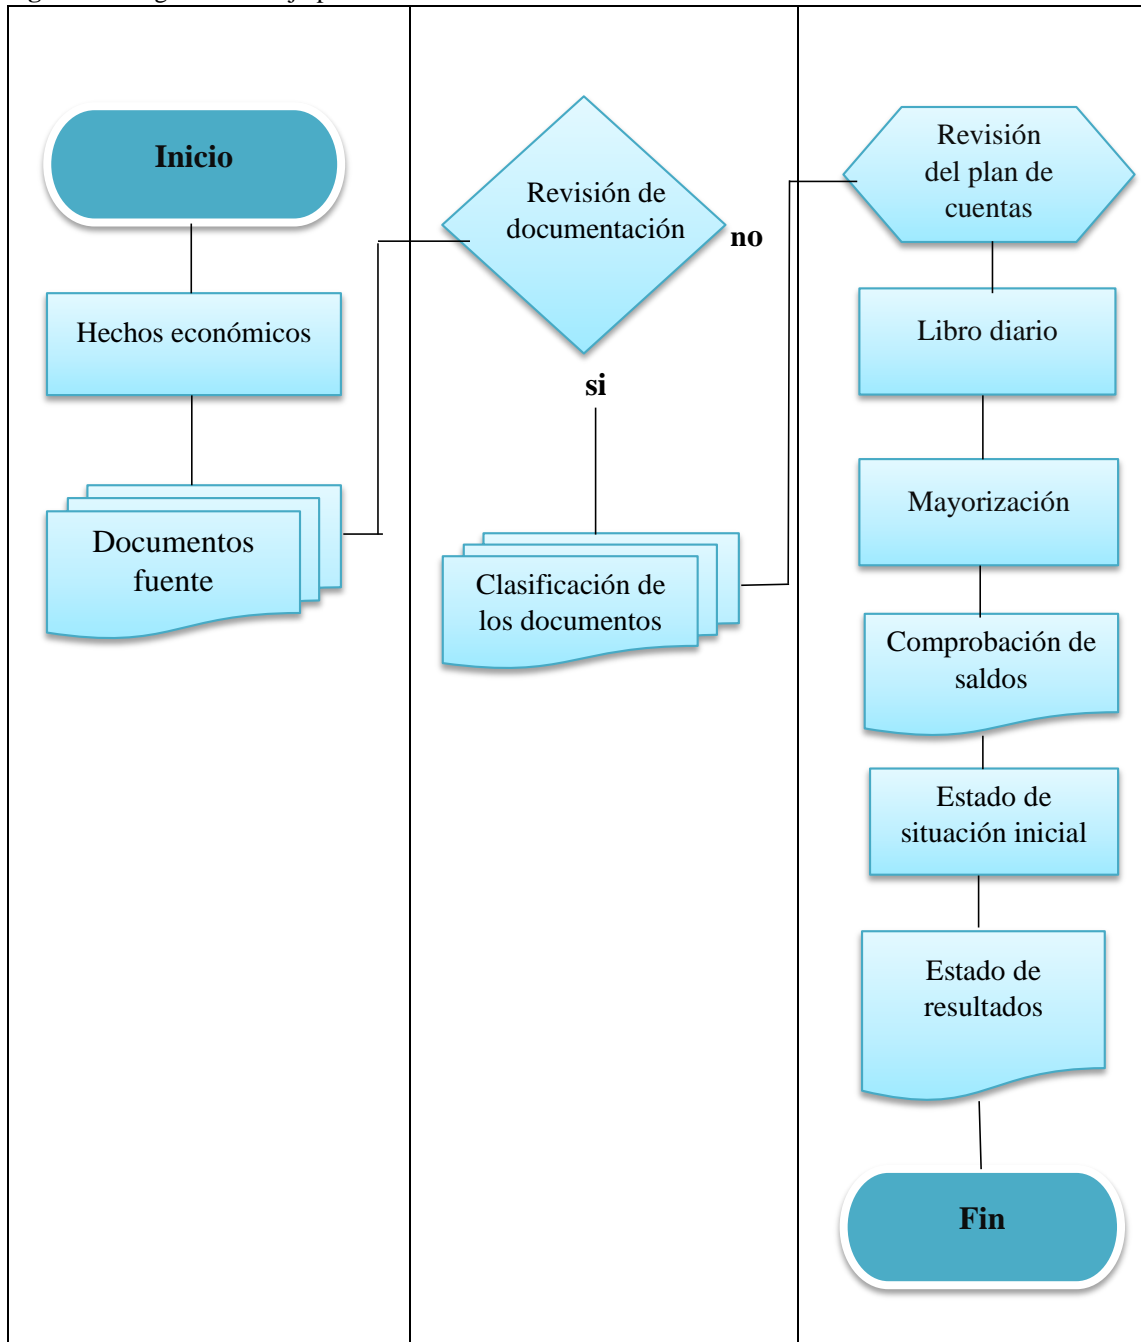 Inicio
Hechos económicos
Documentos
fuente
Revisión de
documentación
no
si
Clasificación de
los documentos
Revisión
del plan de
cuentas
Libro diario
Mayorización
Comprobación de
saldos
Estado de
situación inicial
Estado de
resultados
Fin